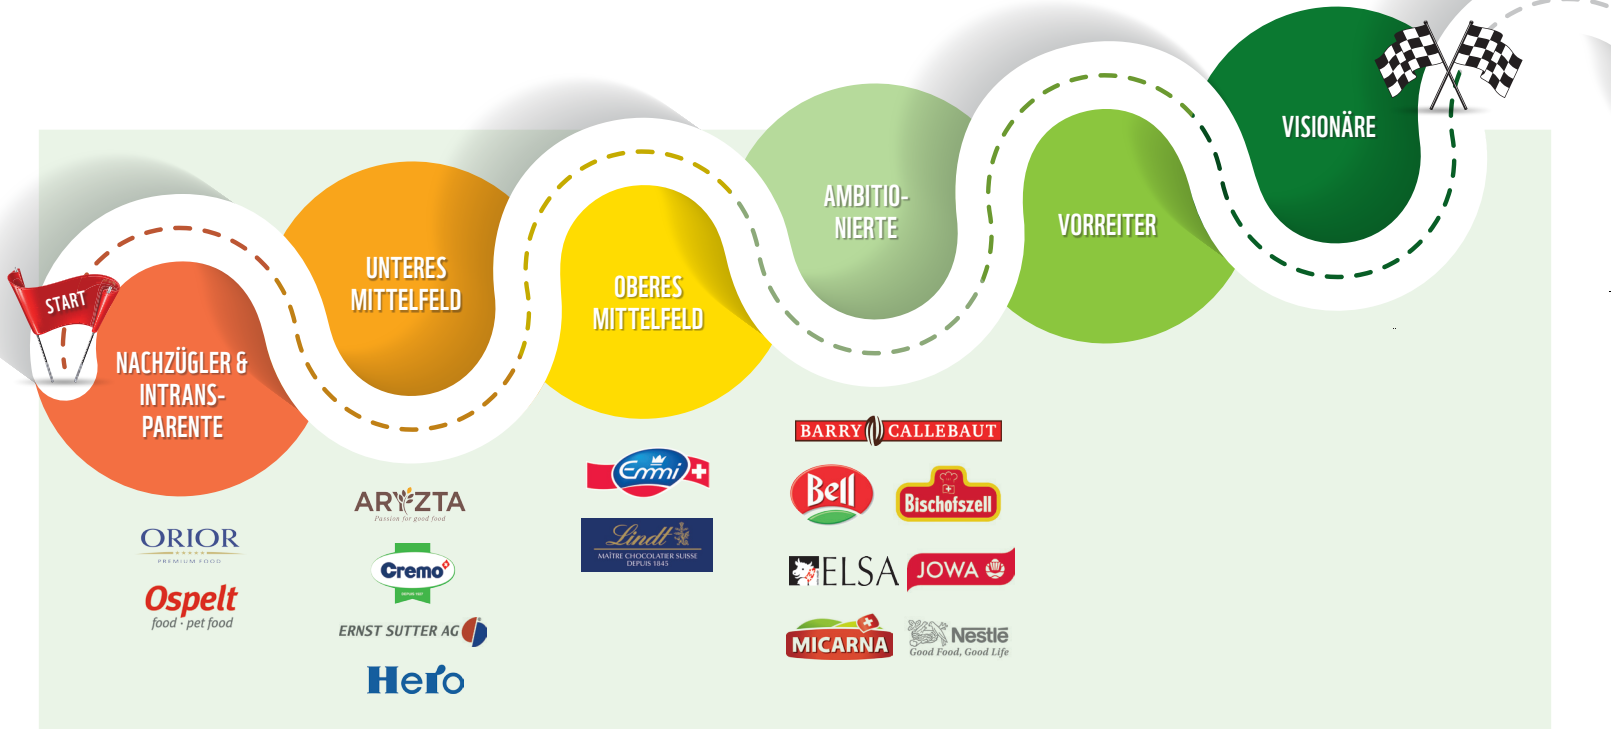 START
NACHZÜGLER &
INTRANS-
PARENTE
UNTERES
MITTELFELD
OBERES
MITTELFELD
AMBITIO-
NIERTE
VORREITER
VISIONÄRE
ORIOR
PREMIUM FOOD
Ospelt
food · pet food
ARYZTA
Passion for good food
Cremo
DEPUIS 1927
ERNST SUTTER AG
Hero
Emmi
Lindt
MAÎTRE CHOCOLATIER SUISSE
DEPUIS 1845
BARRY CALLEBAUT
Bell
Bischofszell
ELSA
JOWA
MICARNA
Nestlé
Good Food, Good Life